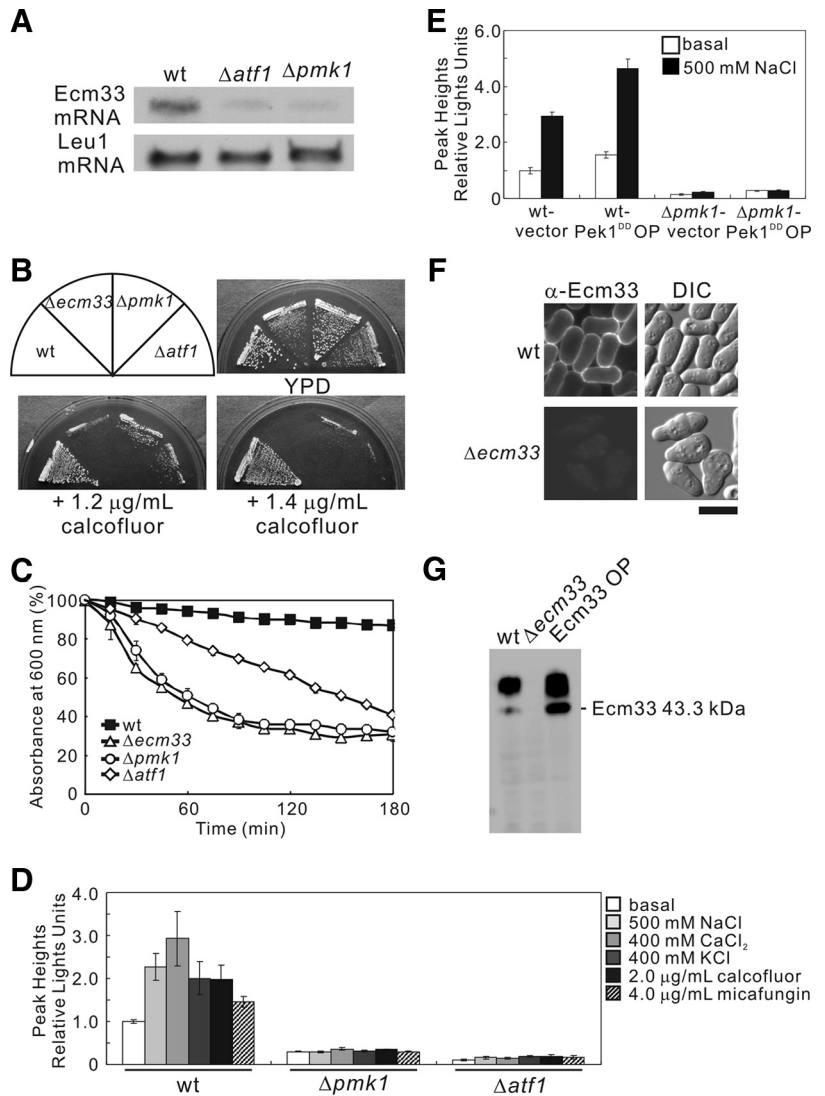 A
wt Δatf1 Δpmk1
Ecm33
mRNA
Leu1
mRNA
B
Δecm33 Δpmk1
wt Δatf1
YPD
+ 1.2 μg/mL
calcofluor
+ 1.4 μg/mL
calcofluor
C
Absorbance at 600 nm (%)
100
80
60
40
20
0
wt
Δecm33
Δpmk1
Δatf1
0 60 120 180
Time (min)
D
Peak Heights
Relative Lights Units
4.0
3.0
2.0
1.0
0
wt Δpmk1 Δatf1
basal
500 mM NaCl
400 mM CaCl₂
400 mM KCl
2.0 μg/mL calcofluor
4.0 μg/mL micafungin
E
Peak Heights
Relative Lights Units
6.0
4.0
2.0
0
basal
500 mM NaCl
wt-
vector
wt-
Pek1ᴰᴰ OP
Δpmk1-
vector
Δpmk1-
Pek1ᴰᴰ OP
F
α-Ecm33 DIC
wt
Δecm33
G
wt
Δecm33
Ecm33 OP
- Ecm33 43.3 kDa